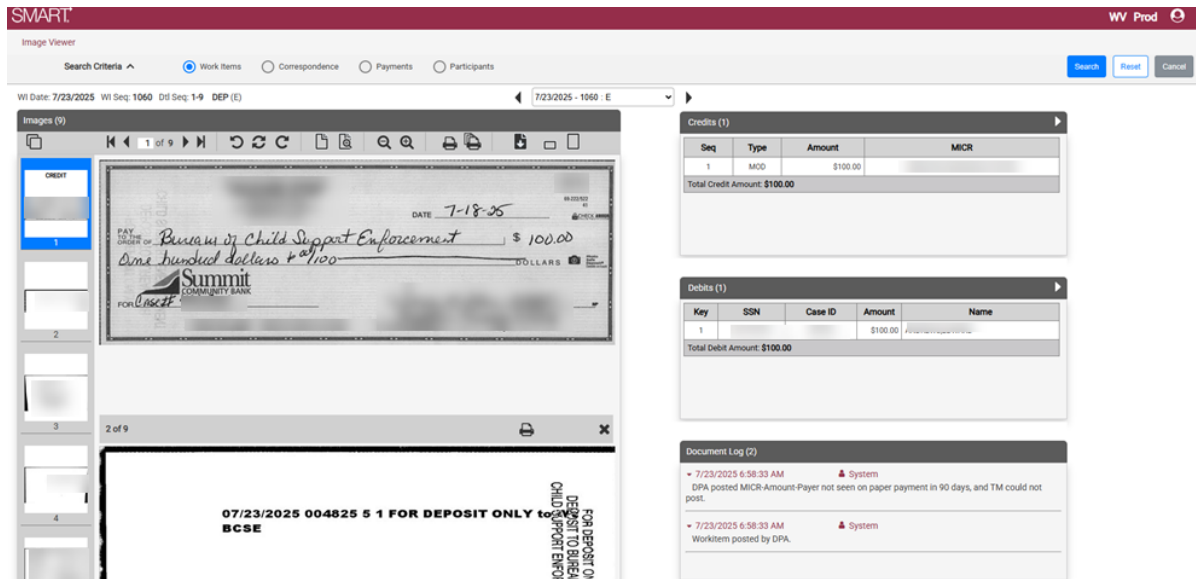 SMART
WV Prod
Image Viewer
Search Criteria
Work Items
Correspondence
Payments
Participants
Search
Reset
Cancel
WI Date: 7/23/2025 WI Seq: 1060 Dtl Seq: 1-9 DEP (E)
7/23/2025 - 1060 : E
Images (9)
1 of 9
CREDIT
1
2
3
4
DATE 7-18-25
PAY TO THE ORDER OF Bureau of Child Support Enforcement $ 100.00
One hundred dollars + 00/100 DOLLARS
Summit
COMMUNITY BANK
FOR Case #
2 of 9
07/23/2025 004825 5 1 FOR DEPOSIT ONLY to
BCSE
FOR DEPOSIT ON
DEPOSIT TO BUREA
CHILD SUPPORT ENFO
Credits (1)
Seq Type Amount MICR
1 MOD $100.00
Total Credit Amount: $100.00
Debits (1)
Key SSN Case ID Amount Name
1 $100.00
Total Debit Amount: $100.00
Document Log (2)
7/23/2025 6:58:33 AM System
DPA posted MICR-Amount-Payer not seen on paper payment in 90 days, and TM could not
post.
7/23/2025 6:58:33 AM System
Workitem posted by DPA.